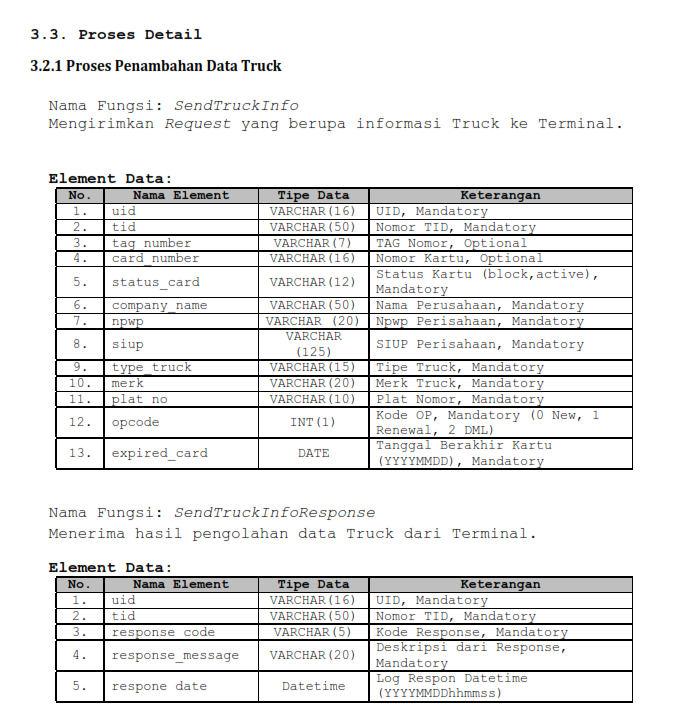 3.3. Proses Detail
3.2.1 Proses Penambahan Data Truck
Nama Fungsi: SendTruckInfo
Mengirimkan Request yang berupa informasi Truck ke Terminal.
Element Data:
No. Nama Element Tipe Data Keterangan
1. uid VARCHAR(16) UID, Mandatory
2. tid VARCHAR(50) Nomor TID, Mandatory
3. tag_number VARCHAR(7) TAG Nomor, Optional
4. card_number VARCHAR(16) Nomor Kartu, Optional
5. status_card VARCHAR(12) Status Kartu (block,active),
Mandatory
6. company_name VARCHAR(50) Nama Perusahaan, Mandatory
7. npwp VARCHAR (20) Npwp Perisahaan, Mandatory
8. siup VARCHAR
(125) SIUP Perisahaan, Mandatory
9. type_truck VARCHAR(15) Tipe Truck, Mandatory
10. merk VARCHAR(20) Merk Truck, Mandatory
11. plat_no VARCHAR(10) Plat Nomor, Mandatory
12. opcode INT(1) Kode OP, Mandatory (0 New, 1
Renewal, 2 DML)
13. expired_card DATE Tanggal Berakhir Kartu
(YYYYMMDD), Mandatory
Nama Fungsi: SendTruckInfoResponse
Menerima hasil pengolahan data Truck dari Terminal.
Element Data:
No. Nama Element Tipe Data Keterangan
1. uid VARCHAR(16) UID, Mandatory
2. tid VARCHAR(50) Nomor TID, Mandatory
3. response_code VARCHAR(5) Kode Response, Mandatory
4. response_message VARCHAR(20) Deskripsi dari Response,
Mandatory
5. respone date Datetime Log Respon Datetime
(YYYYMMDDhhmmss)